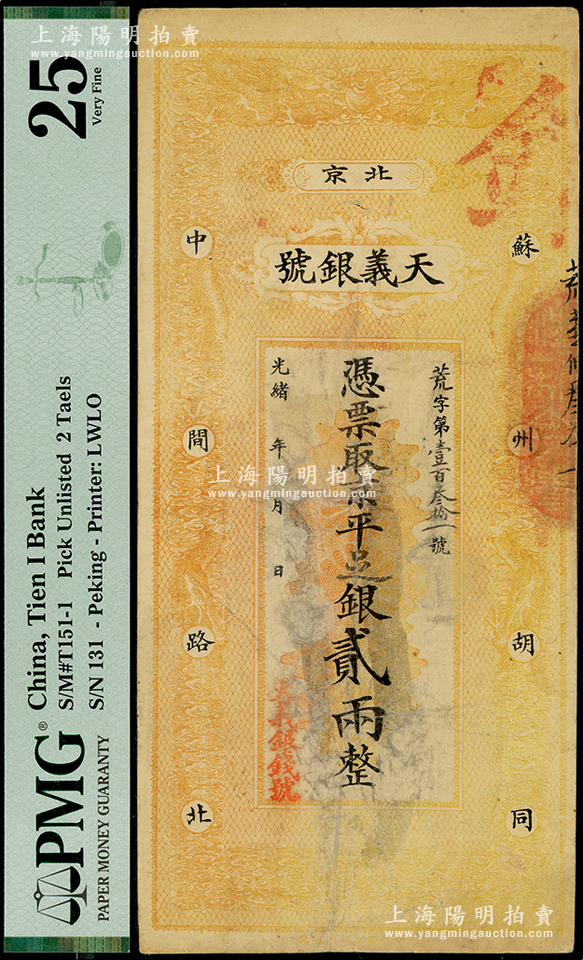 上海陽明拍賣
www.yangmingauction.com
25
Very Fine
China, Tien I Bank
S/M#T151-1 Pick Unlisted 2 Taels
S/N 131 - Peking - Printer: LWLO
PMG®
PAPER MONEY GUARANTY
北京
天義銀號
蘇州胡同
中間路北
荒字第壹百叁拾一號
憑票取京平足銀貳兩整
光緒 年 月 日
天義銀錢號
上海陽明拍賣
www.yangmingauction.com
上海陽明拍賣
www.yangmingauction.com